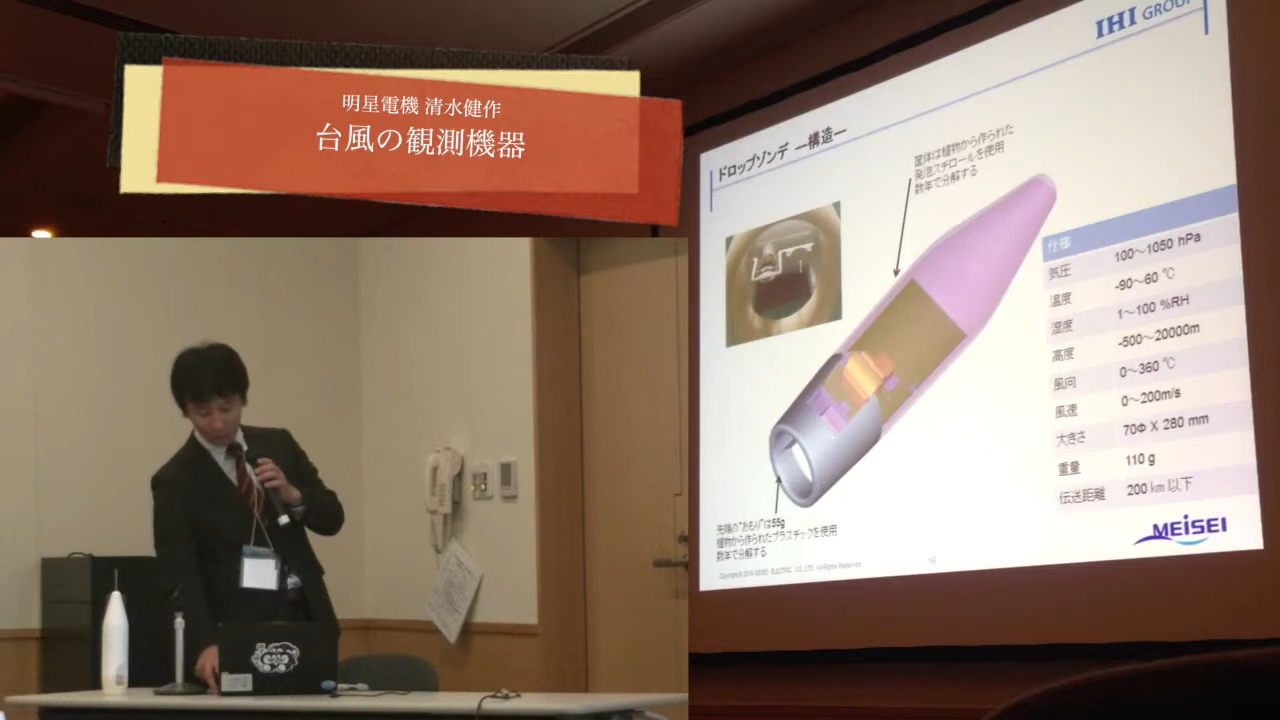 明星電機 清水健作
台風の観測機器
IHI GROUP
ドロップゾンデ ―構造―
筐体は植物から作られた
発泡スチロールを使用
数年で分解する
仕様
気圧 100～1050 hPa
温度 -90～60 ℃
湿度 1～100 %RH
高度 -500～20000m
風向 0～360 ℃
風速 0～200m/s
大きさ 70Φ X 280 mm
重量 110 g
伝送距離 200 km 以下
先端の"おもり"は55g
植物から作られたプラスチックを使用
数年で分解する
MEISEI
19